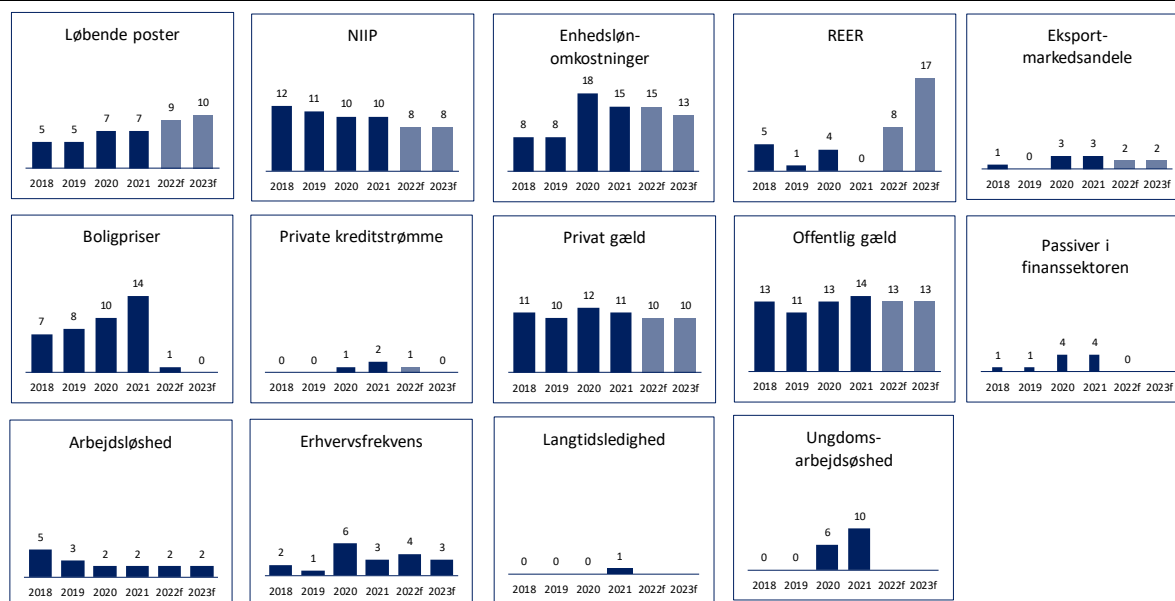 Løbende poster
5 5 7 7 9 10
2018 2019 2020 2021 2022f 2023f
NIIP
12 11 10 10 8 8
2018 2019 2020 2021 2022f 2023f
Enhedsløn-
omkostninger
8 8 18 15 15 13
2018 2019 2020 2021 2022f 2023f
REER
5 1 4 0 8 17
2018 2019 2020 2021 2022f 2023f
Eksport-
markedsandele
1 0 3 3 2 2
2018 2019 2020 2021 2022f 2023f
Boligpriser
7 8 10 14 1 0
2018 2019 2020 2021 2022f 2023f
Private kreditstrømme
0 0 1 2 1 0
2018 2019 2020 2021 2022f 2023f
Privat gæld
11 10 12 11 10 10
2018 2019 2020 2021 2022f 2023f
Offentlig gæld
13 11 13 14 13 13
2018 2019 2020 2021 2022f 2023f
Passiver i
finanssektoren
1 1 4 4 0
2018 2019 2020 2021 2022f 2023f
Arbejdsløshed
5 3 2 2 2 2
2018 2019 2020 2021 2022f 2023f
Erhvervsfrekvens
2 1 6 3 4 3
2018 2019 2020 2021 2022f 2023f
Langtidsledighed
0 0 0 1
2018 2019 2020 2021 2022f 2023f
Ungdoms-
arbejdsøshed
0 0 6 10
2018 2019 2020 2021 2022f 2023f